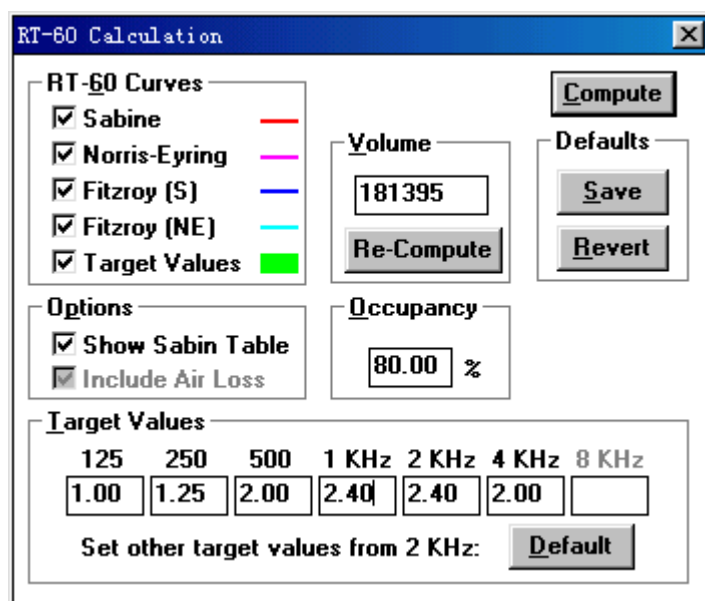 RT-60 Calculation
RT-60 Curves
Sabine
Norris-Eyring
Fitzroy (S)
Fitzroy (NE)
Target Values
Volume
181395
Re-Compute
Compute
Defaults
Save
Revert
Options
Show Sabin Table
Include Air Loss
Occupancy
80.00 %
Target Values
125 250 500 1 KHz 2 KHz 4 KHz 8 KHz
1.00 1.25 2.00 2.40 2.40 2.00
Set other target values from 2 KHz: Default